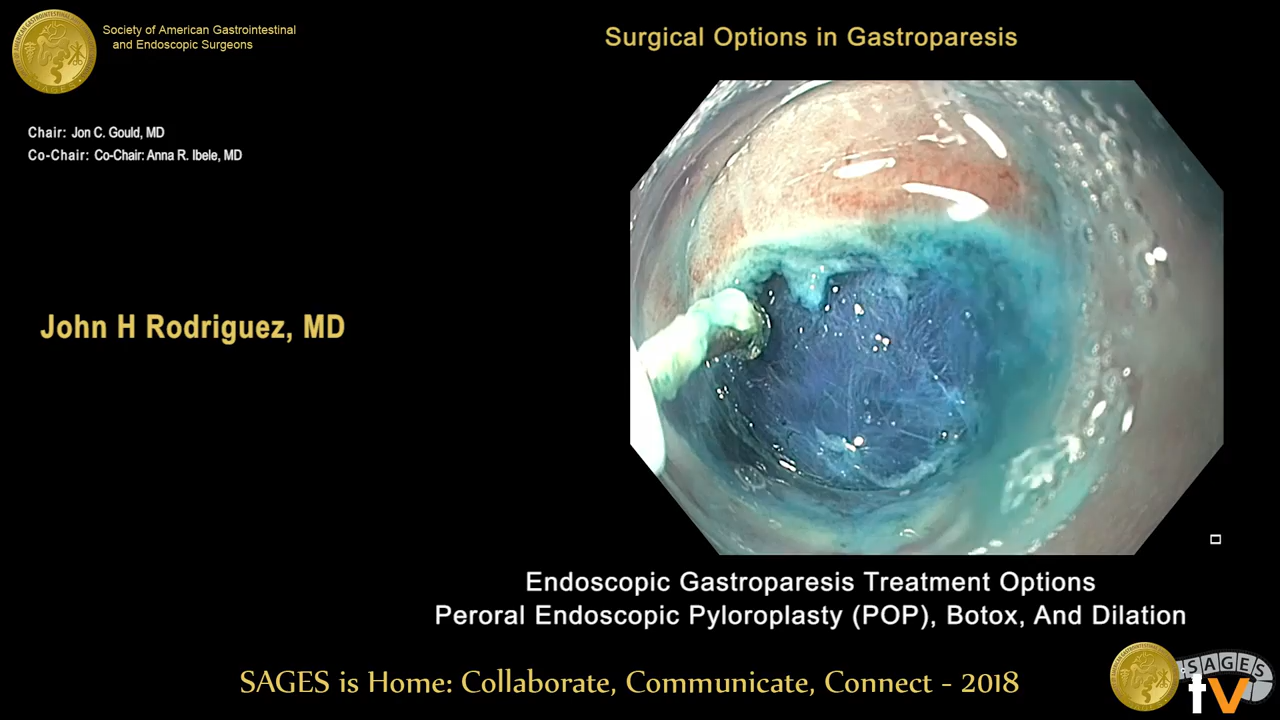 Society of American Gastrointestinal
and Endoscopic Surgeons
Surgical Options in Gastroparesis
Chair: Jon C. Gould, MD
Co-Chair: Co-Chair: Anna R. Ibele, MD
John H Rodriguez, MD
Endoscopic Gastroparesis Treatment Options
Peroral Endoscopic Pyloroplasty (POP), Botox, And Dilation
SAGES is Home: Collaborate, Communicate, Connect - 2018
SAGES
tv